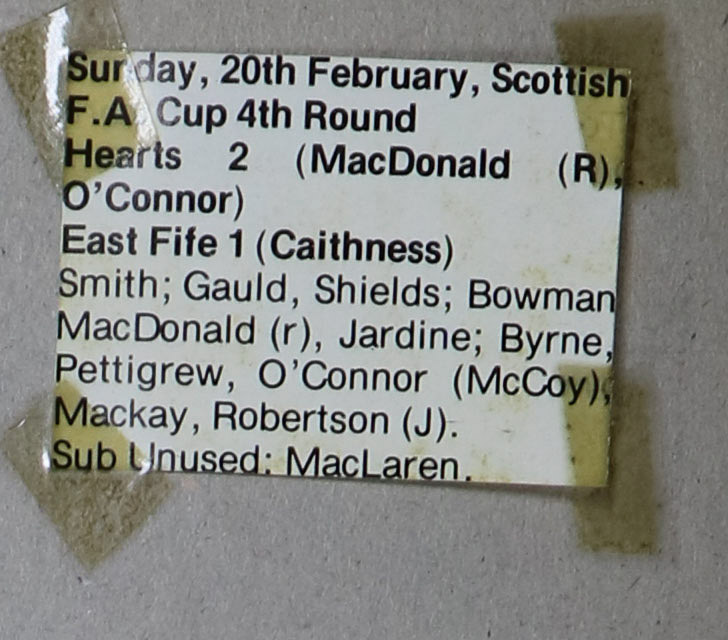 Sunday, 20th February, Scottish
F.A Cup 4th Round
Hearts 2 (MacDonald (R),
O'Connor)
East Fife 1 (Caithness)
Smith; Gauld, Shields; Bowman
MacDonald (r), Jardine; Byrne,
Pettigrew, O'Connor (McCoy),
Mackay, Robertson (J).
Sub Unused: MacLaren.